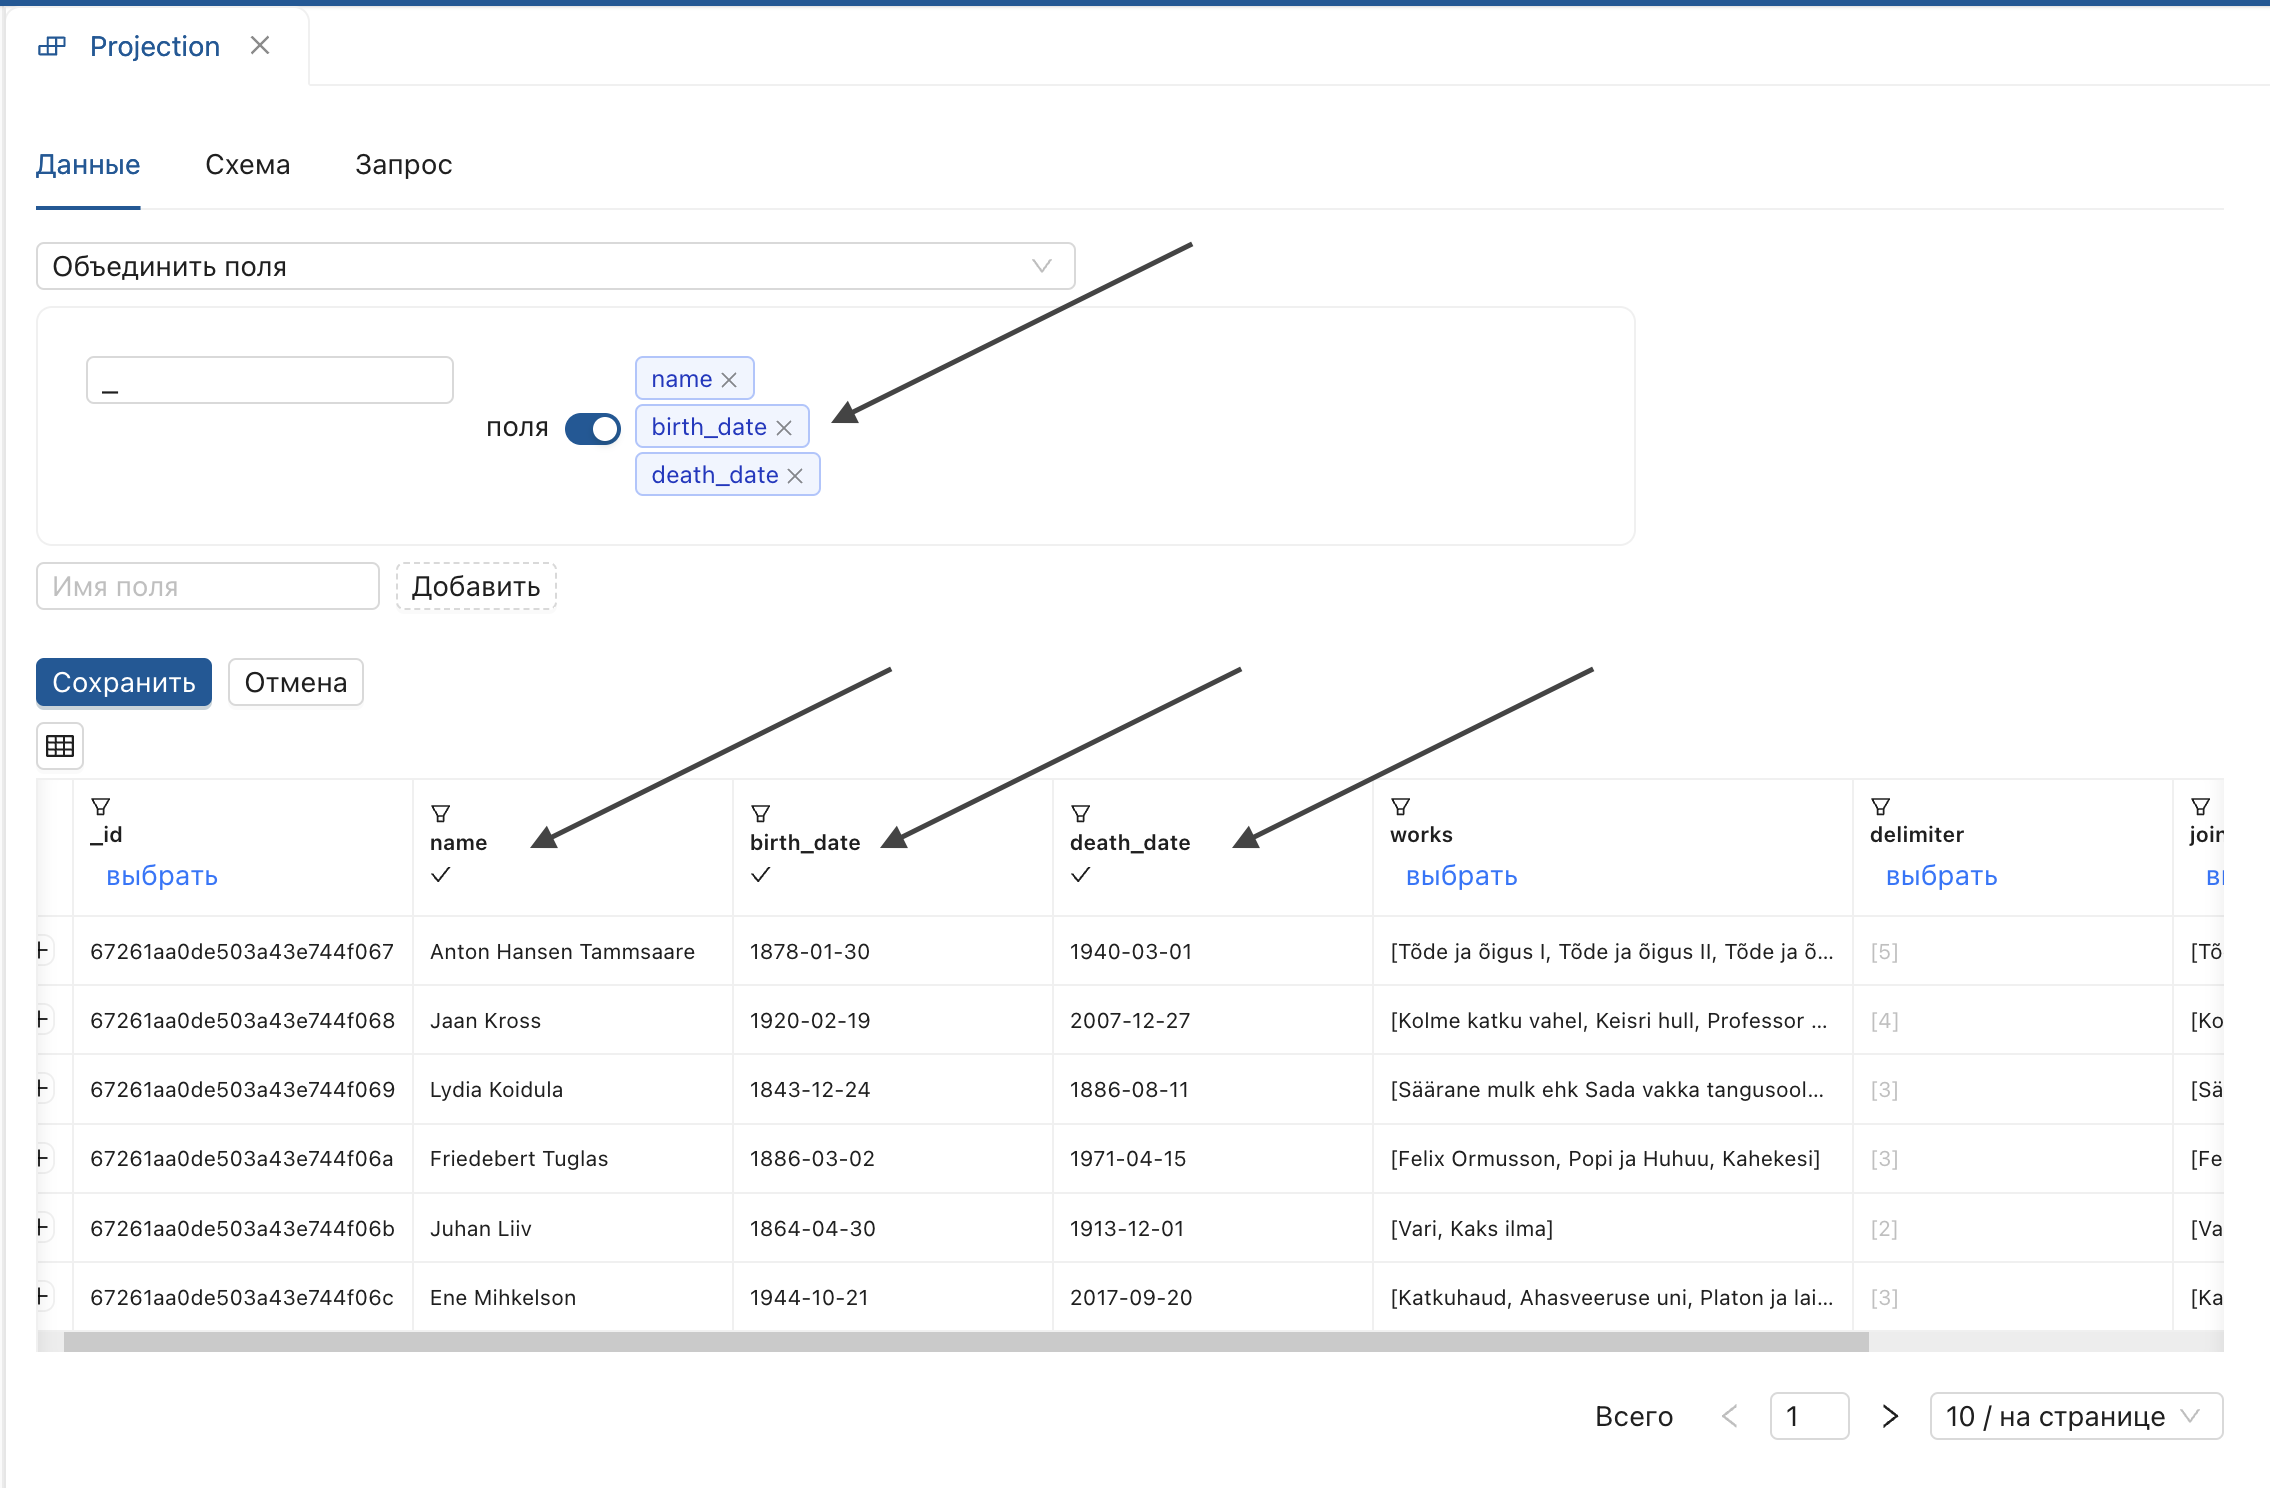 Projection
Данные Схема Запрос
Объединить поля
_
поля
name
birth_date
death_date
Имя поля Добавить
Сохранить Отмена
_id name birth_date death_date works delimiter join
выбрать выбрать выбрать
67261aa0de503a43e744f067 Anton Hansen Tammsaare 1878-01-30 1940-03-01 [Tõde ja õigus I, Tõde ja õigus II, Tõde ja õ... [5] [Tõ
67261aa0de503a43e744f068 Jaan Kross 1920-02-19 2007-12-27 [Kolme katku vahel, Keisri hull, Professor ... [4] [Ko
67261aa0de503a43e744f069 Lydia Koidula 1843-12-24 1886-08-11 [Säärane mulk ehk Sada vakka tangusool... [3] [Sä
67261aa0de503a43e744f06a Friedebert Tuglas 1886-03-02 1971-04-15 [Felix Ormusson, Popi ja Huhuu, Kahekesi] [3] [Fe
67261aa0de503a43e744f06b Juhan Liiv 1864-04-30 1913-12-01 [Vari, Kaks ilma] [2] [Va
67261aa0de503a43e744f06c Ene Mihkelson 1944-10-21 2017-09-20 [Katkuhaud, Ahasveeruse uni, Platon ja lai... [3] [Ka
Всего 1 10 / на странице